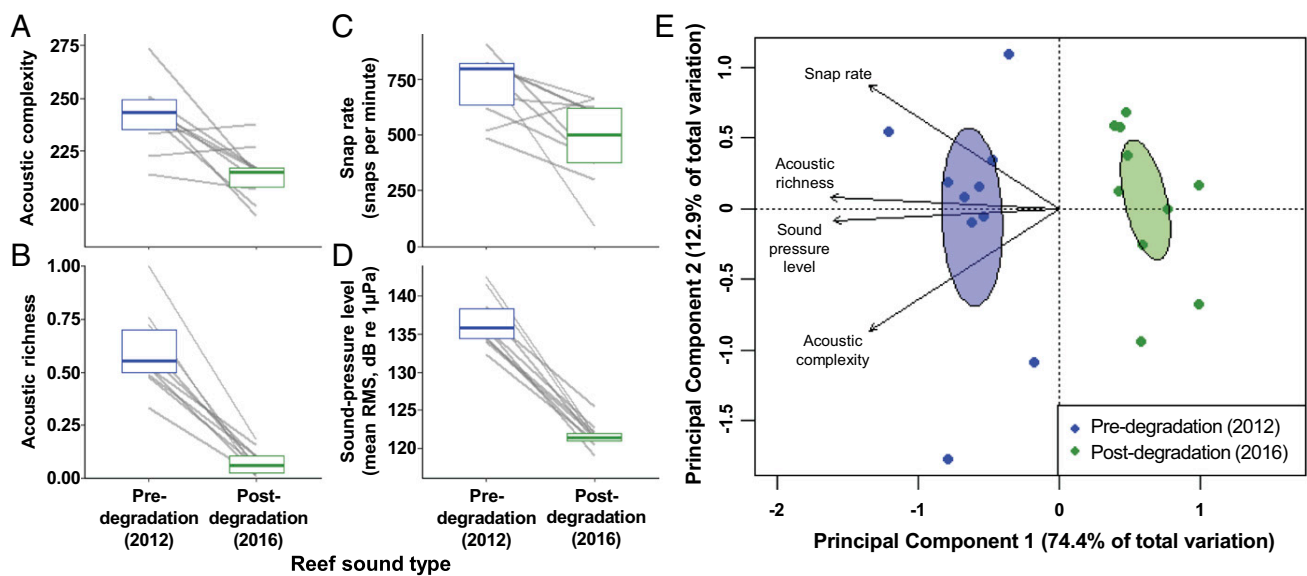 A
Acoustic complexity
275
250
225
200
B
Acoustic richness
1.00
0.75
0.50
0.25
0.00
Pre-
degradation
(2012)
Post-
degradation
(2016)
C
Snap rate
(snaps per minute)
750
500
250
0
D
Sound-pressure level
(mean RMS, dB re 1μPa)
140
135
130
125
120
Pre-
degradation
(2012)
Post-
degradation
(2016)
Reef sound type
E
Principal Component 2 (12.9% of total variation)
1.0
0.5
0
-0.5
-1.0
-1.5
Snap rate
Acoustic
richness
Sound
pressure
level
Acoustic
complexity
Pre-degradation (2012)
Post-degradation (2016)
-2
-1
0
1
Principal Component 1 (74.4% of total variation)